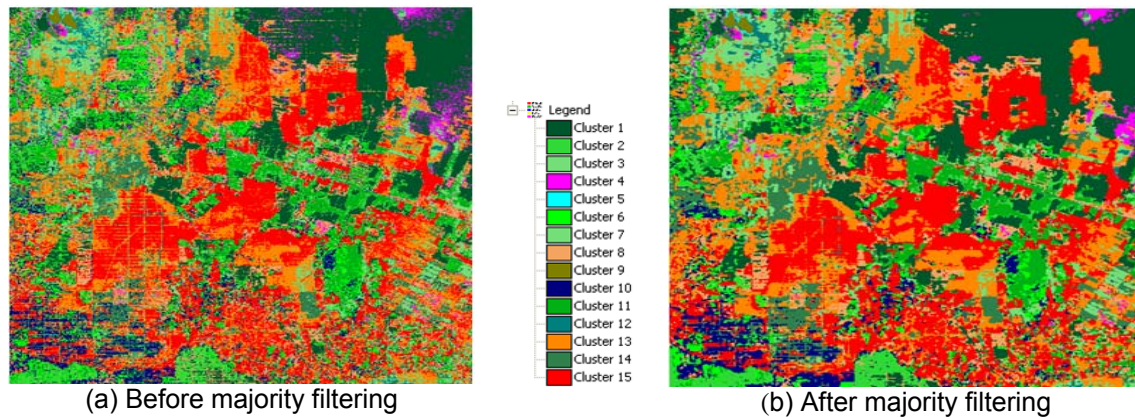 Legend
Cluster 1
Cluster 2
Cluster 3
Cluster 4
Cluster 5
Cluster 6
Cluster 7
Cluster 8
Cluster 9
Cluster 10
Cluster 11
Cluster 12
Cluster 13
Cluster 14
Cluster 15
(a) Before majority filtering
(b) After majority filtering